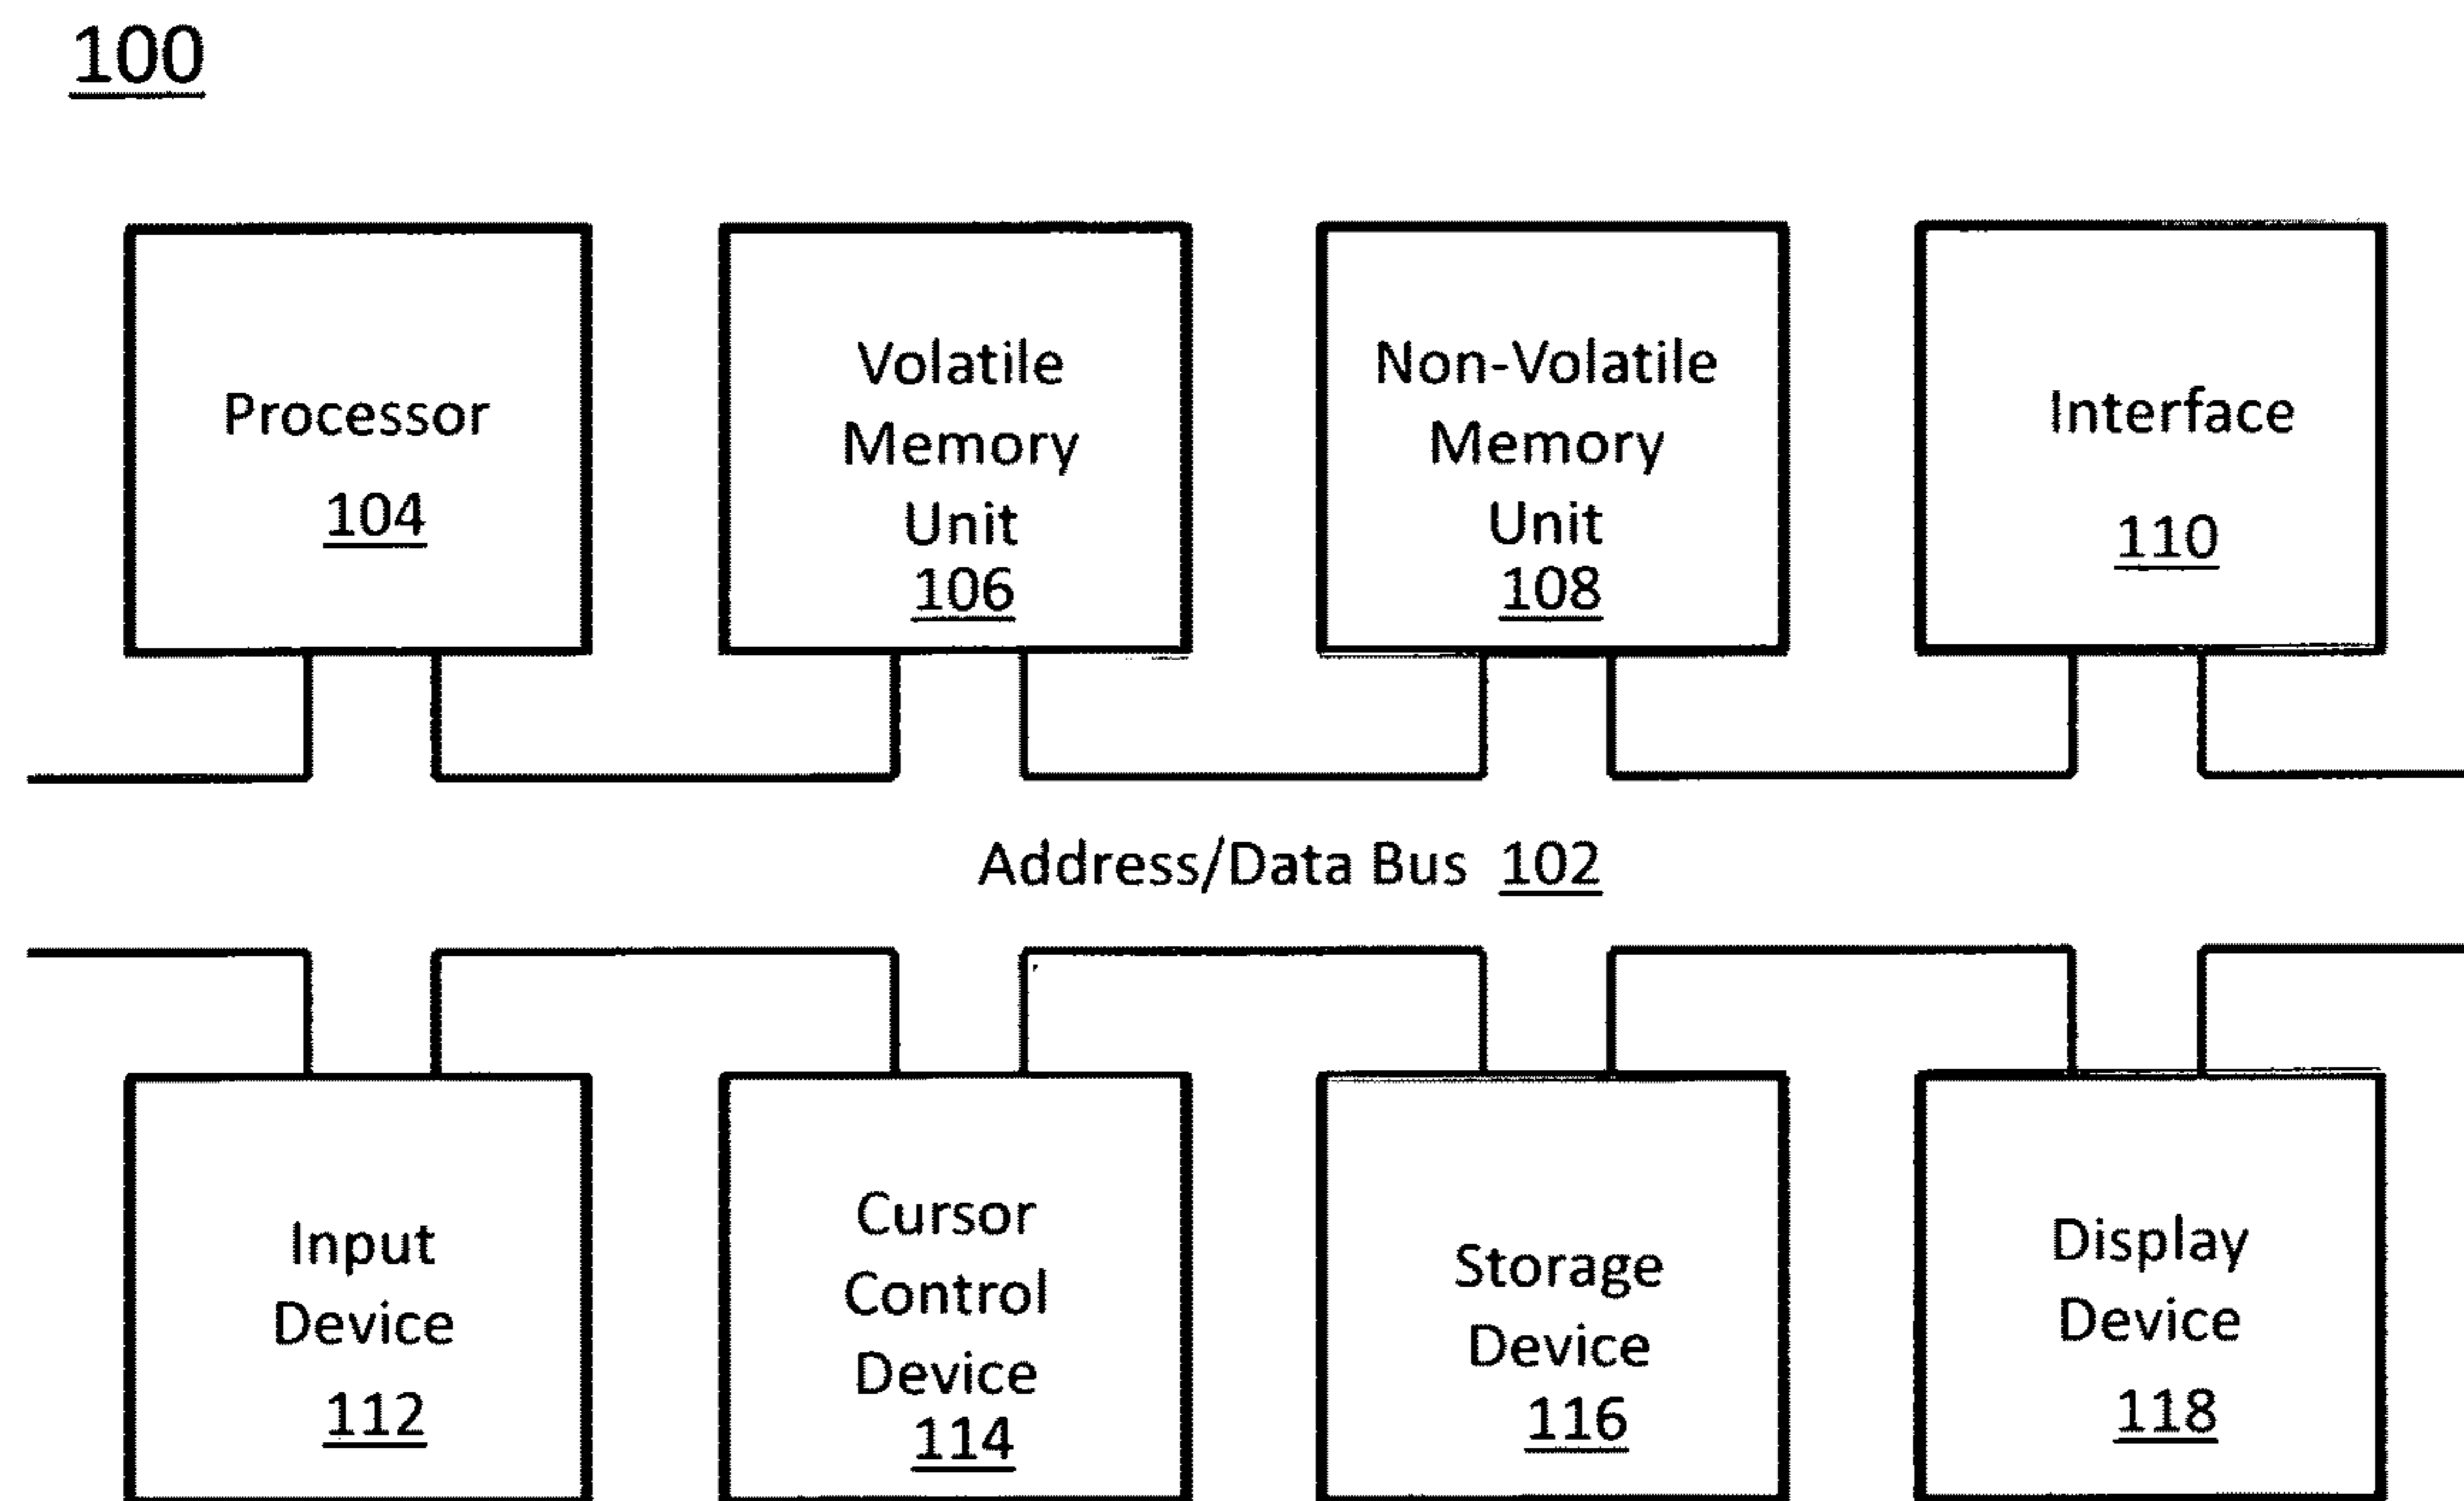 100
Processor
104
Volatile
Memory
Unit
106
Non-Volatile
Memory
Unit
108
Interface
110
Address/Data Bus 102
Input
Device
112
Cursor
Control
Device
114
Storage
Device
116
Display
Device
118